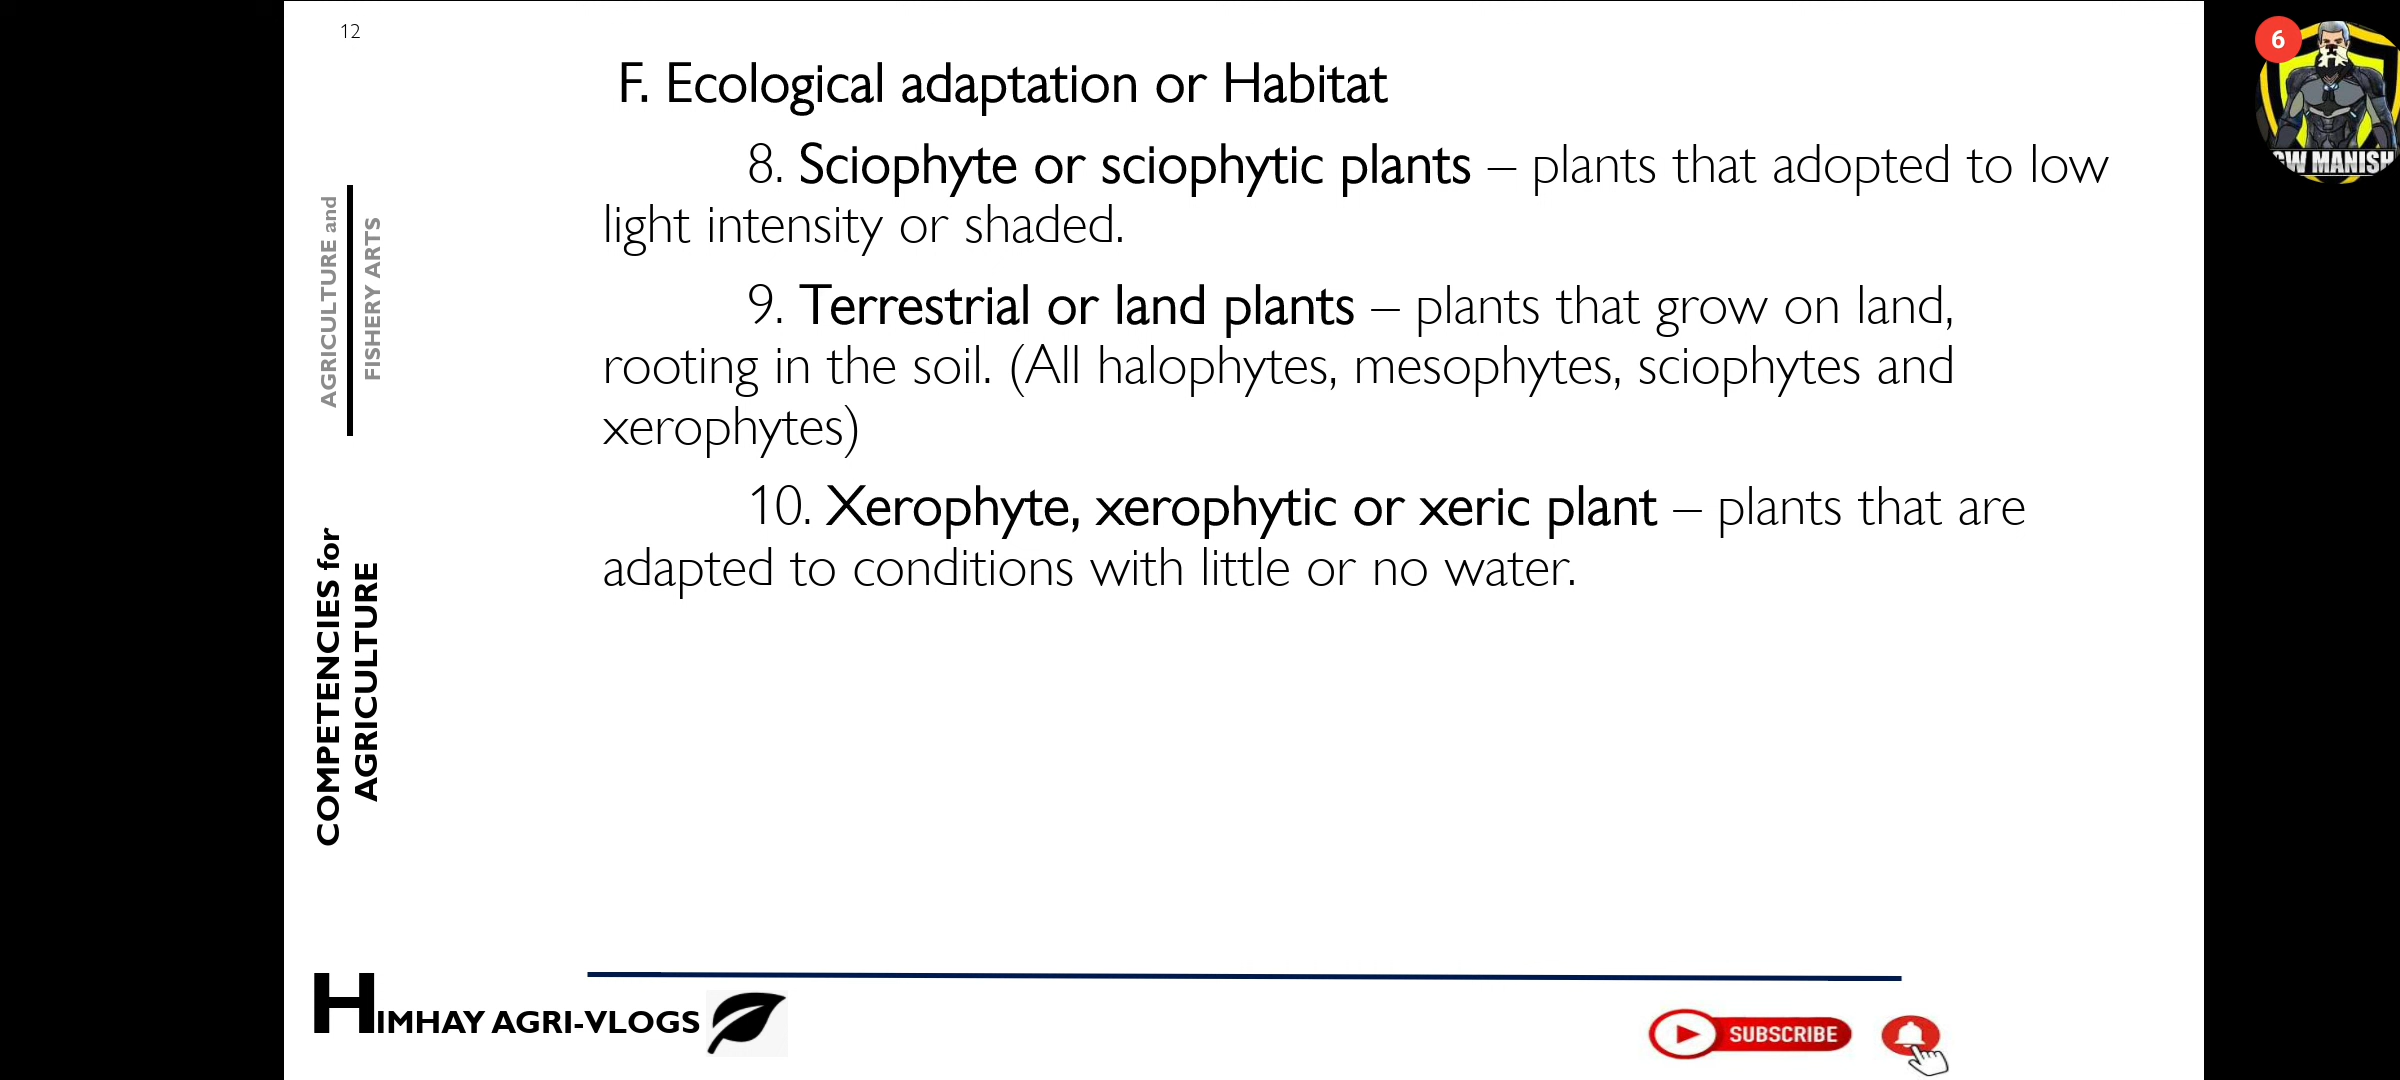 12
F. Ecological adaptation or Habitat
8. Sciophyte or sciophytic plants – plants that adopted to low
light intensity or shaded.
9. Terrestrial or land plants – plants that grow on land,
rooting in the soil. (All halophytes, mesophytes, sciophytes and
xerophytes)
10. Xerophyte, xerophytic or xeric plant – plants that are
adapted to conditions with little or no water.
AGRICULTURE and
FISHERY ARTS
COMPETENCIES for
AGRICULTURE
HIMHAY AGRI-VLOGS
SUBSCRIBE
6
GW MANISH